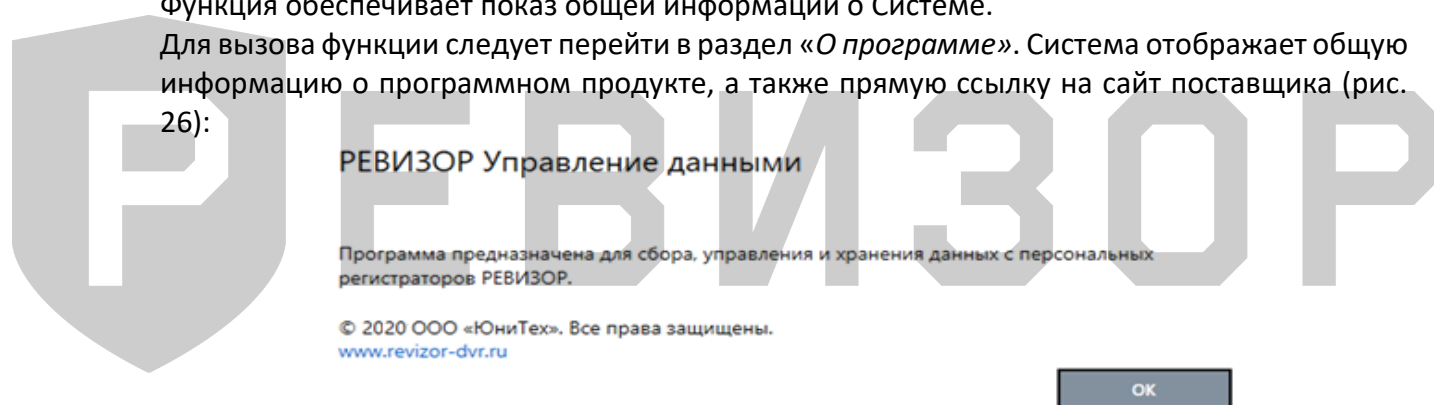 Функция обеспечивает показ общей информации о Системе.
Для вызова функции следует перейти в раздел «О программе». Система отображает общую
информацию о программном продукте, а также прямую ссылку на сайт поставщика (рис.
26):
РЕВИЗОР
РЕВИЗОР Управление данными
Программа предназначена для сбора, управления и хранения данных с персональных
регистраторов РЕВИЗОР.
© 2020 ООО «ЮниТех». Все права защищены.
www.revizor-dvr.ru
ОК